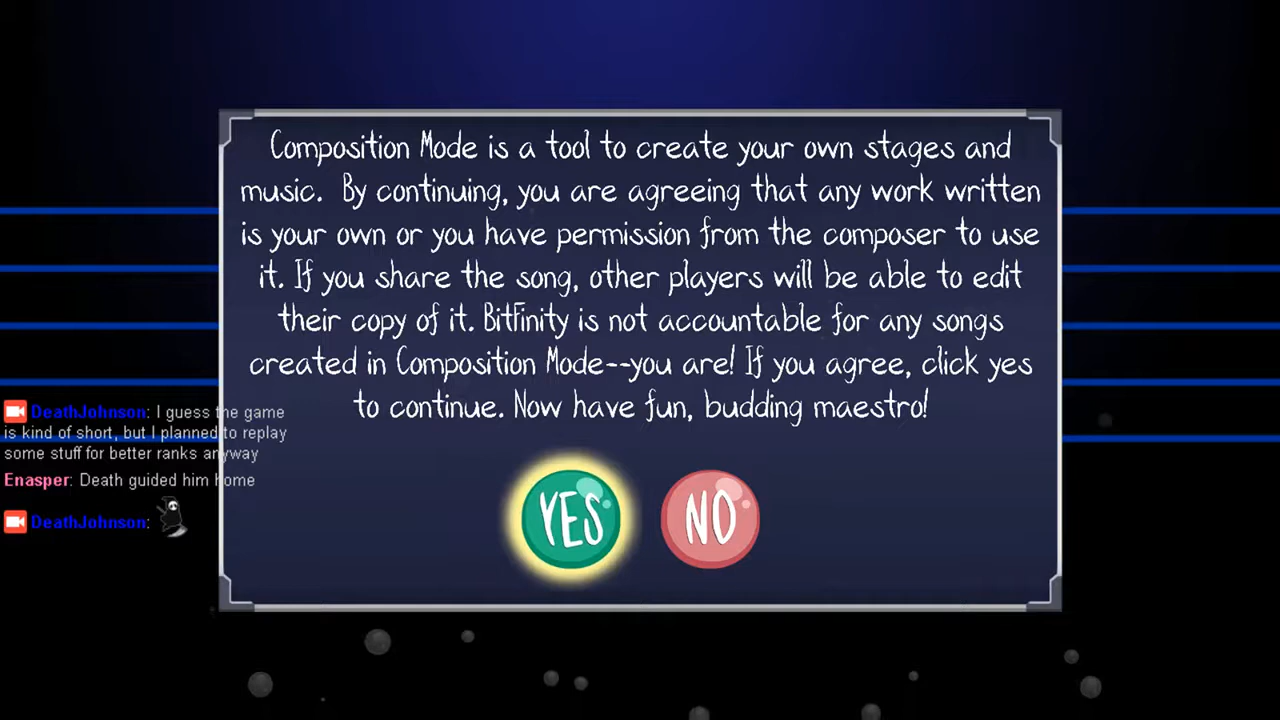 Composition Mode is a tool to create your own stages and
music.  By continuing, you are agreeing that any work written
is your own or you have permission from the composer to use
it. If you share the song, other players will be able to edit
their copy of it. BitFinity is not accountable for any songs
created in Composition Mode--you are! If you agree, click yes
to continue. Now have fun, budding maestro!
YES
NO
DeathJohnson: I guess the game
is kind of short, but I planned to replay
some stuff for better ranks anyway
Enasper: Death guided him home
DeathJohnson: